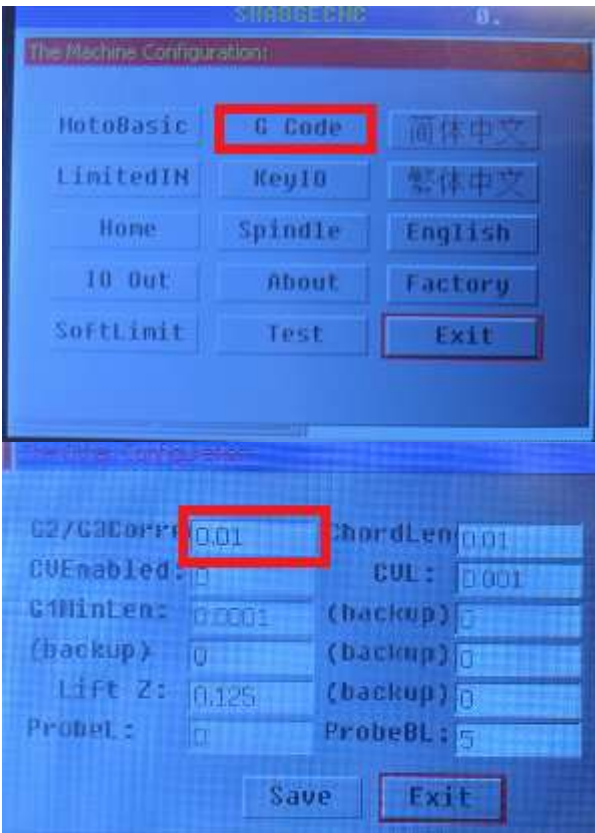 0.
The Machine Configuration:
MotoBasic G Code 简体中文
LimitedIN KeyIO 繁体中文
Home Spindle English
IO Out About Factory
SoftLimit Test Exit
G2/G3Corre 0.01 ChordLen 0.01
CVEnabled: 0 CVL: 0.001
G1MinLen: 0.0001 (backup) 0
(backup) 0 (backup) 0
Lift Z: 0.125 (backup) 0
ProbeL: 0 ProbeBL: 5
Save Exit